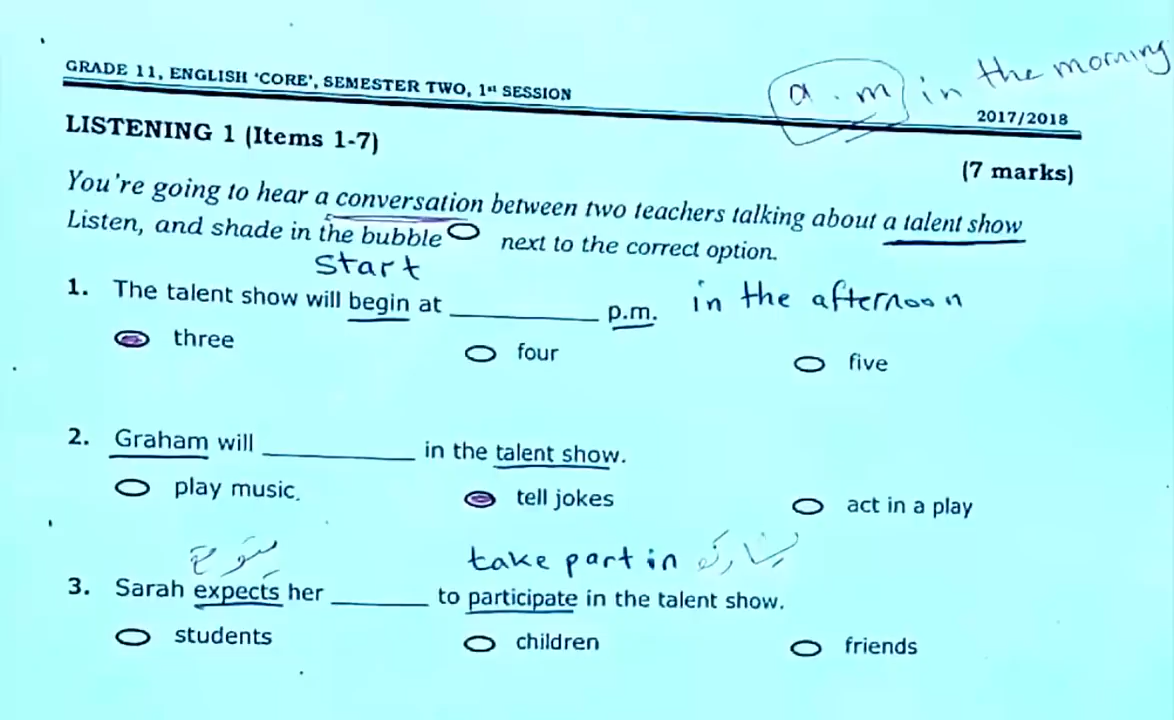 GRADE 11, ENGLISH 'CORE', SEMESTER TWO, 1st SESSION
a.m in the morning
2017/2018
LISTENING 1 (Items 1-7)
(7 marks)
You're going to hear a conversation between two teachers talking about a talent show
Listen, and shade in the bubble next to the correct option.
start
1. The talent show will begin at __________ p.m. in the afternoon
three four five
2. Graham will __________ in the talent show.
play music. tell jokes act in a play
take part in يشارك
3. Sarah expects her ______ to participate in the talent show.
students children friends